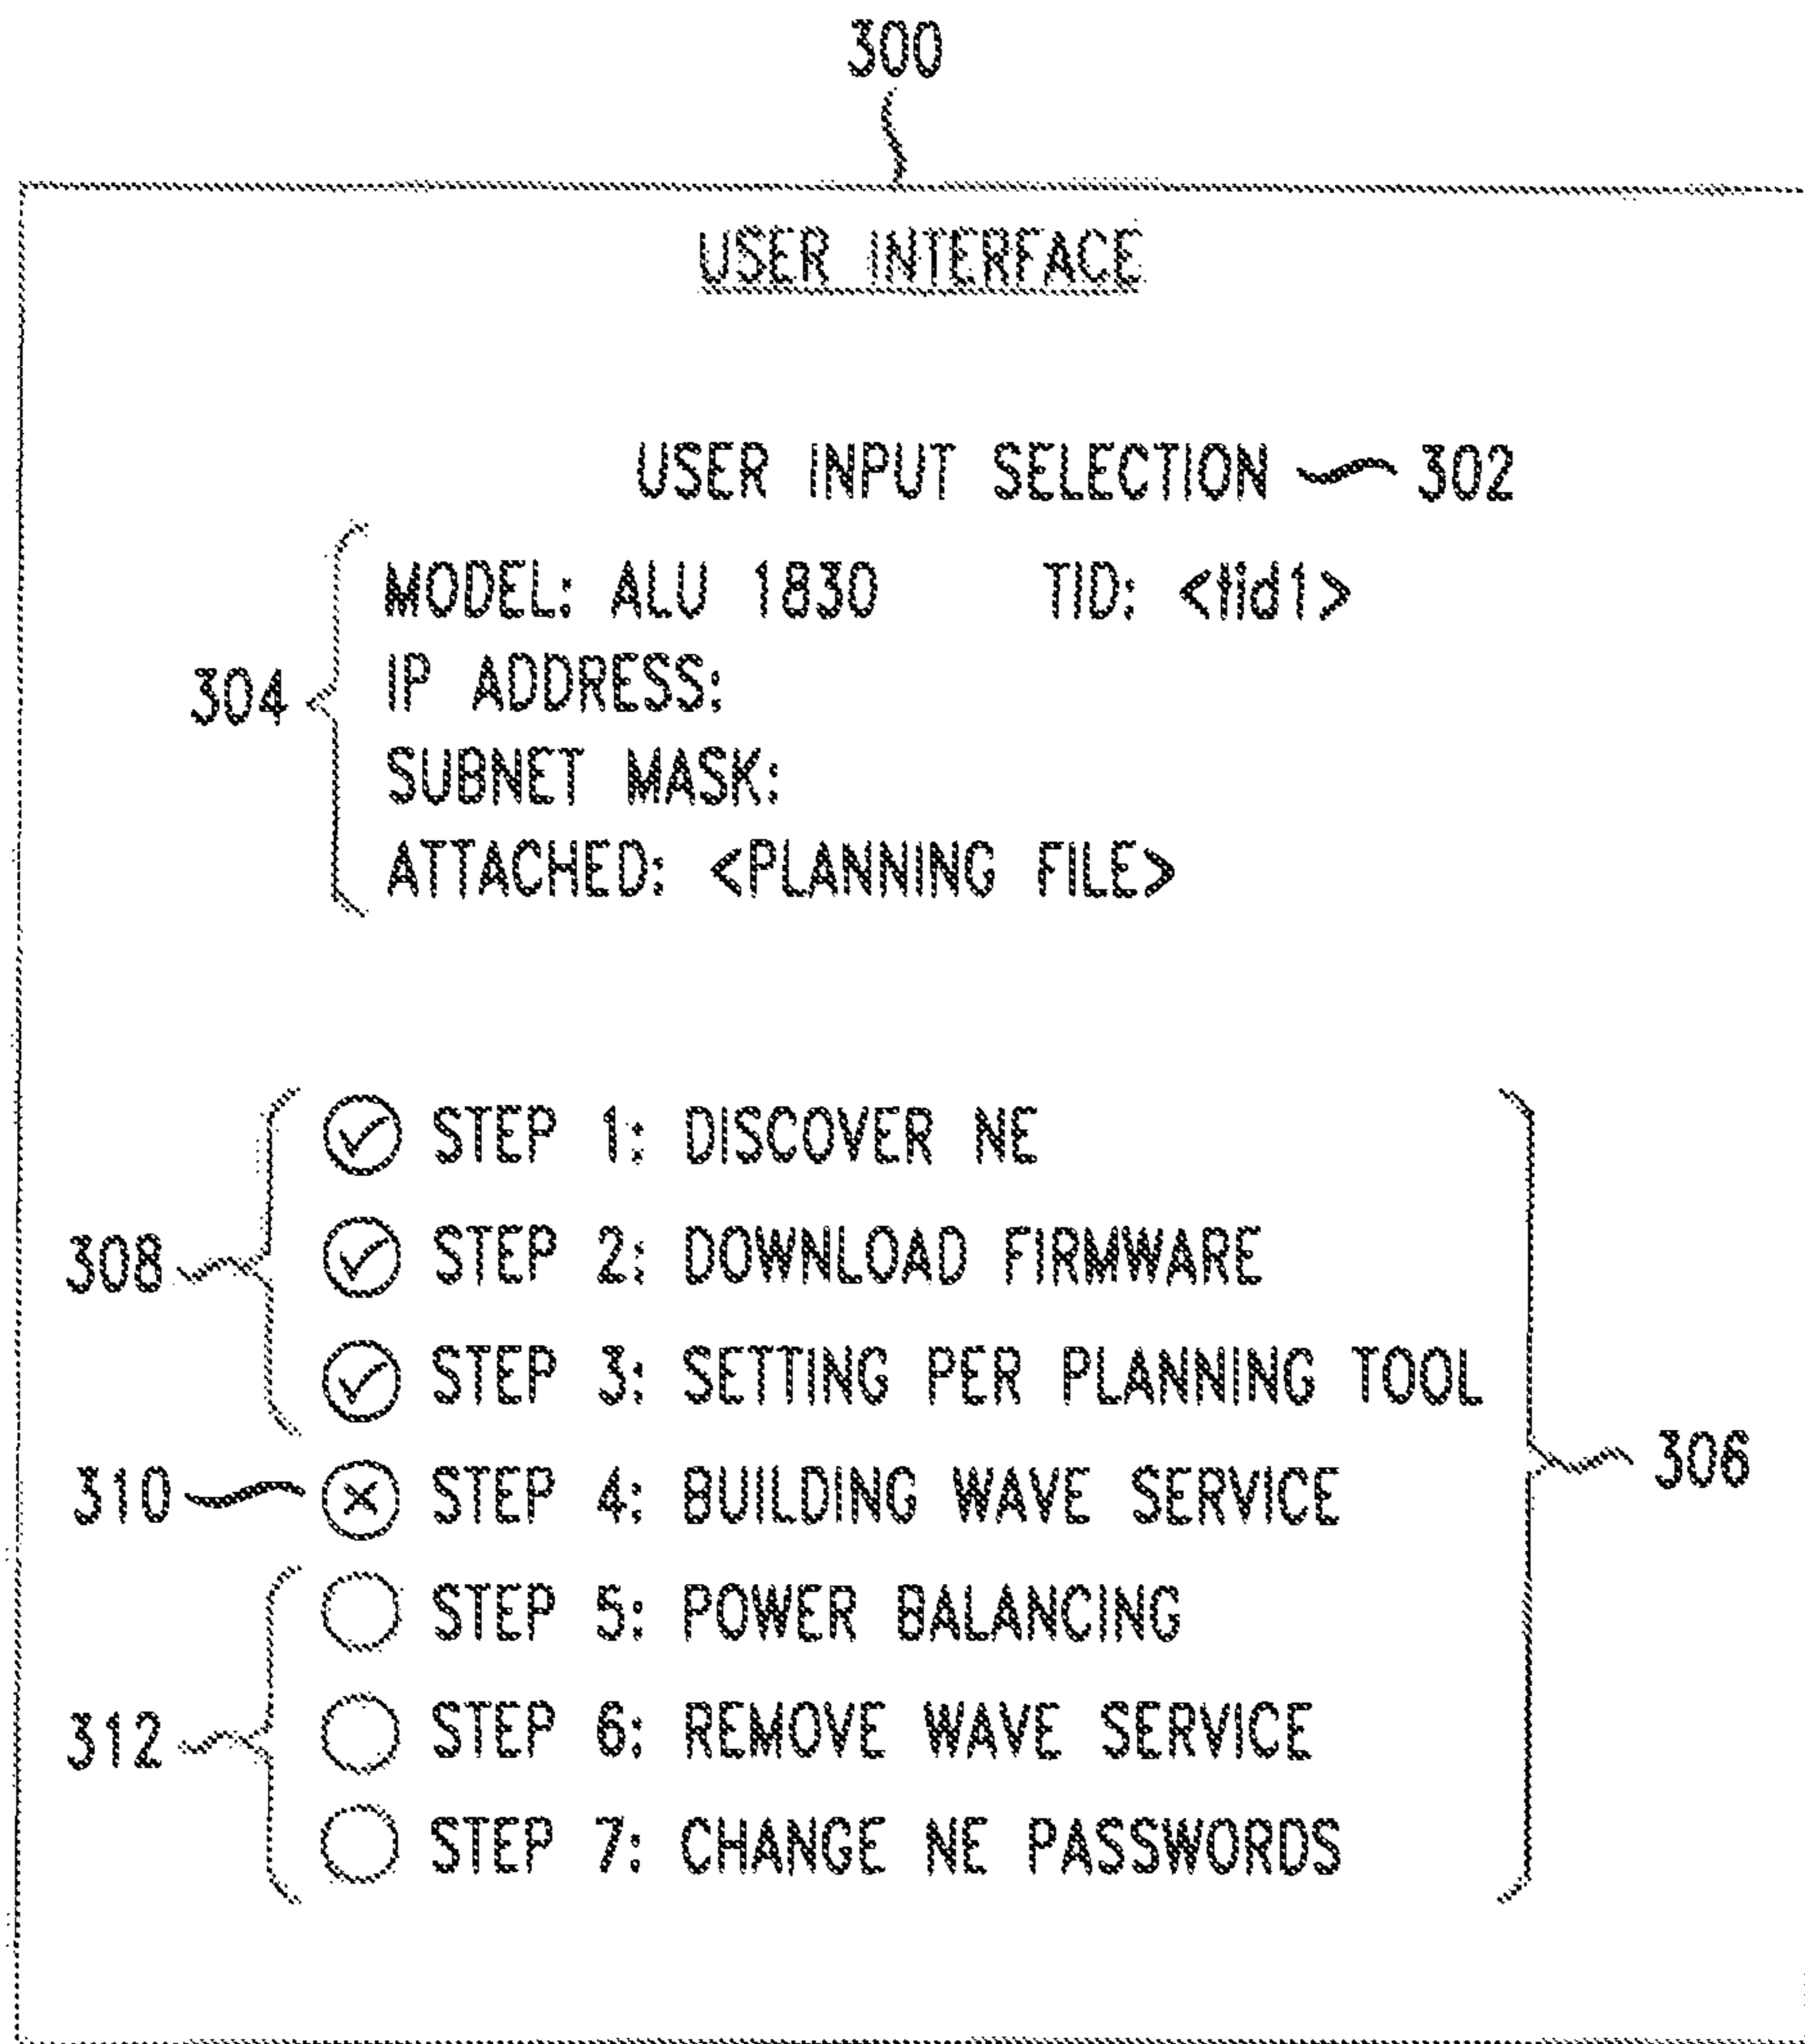 300
USER INTERFACE
USER INPUT SELECTION 302
304
MODEL: ALU 1830 TID: <tid1>
IP ADDRESS:
SUBNET MASK:
ATTACHED: <PLANNING FILE>
308
STEP 1: DISCOVER NE
STEP 2: DOWNLOAD FIRMWARE
STEP 3: SETTING PER PLANNING TOOL
306
310 STEP 4: BUILDING WAVE SERVICE
312
STEP 5: POWER BALANCING
STEP 6: REMOVE WAVE SERVICE
STEP 7: CHANGE NE PASSWORDS